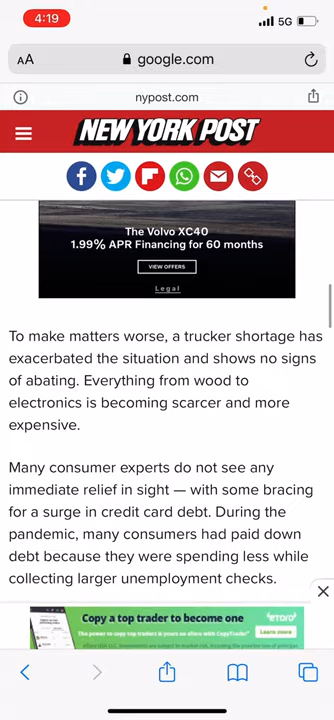 4:19
5G
AA
google.com
nypost.com
NEW YORK POST
The Volvo XC40
1.99% APR Financing for 60 months
VIEW OFFERS
Legal
To make matters worse, a trucker shortage has
exacerbated the situation and shows no signs
of abating. Everything from wood to
electronics is becoming scarcer and more
expensive.
Many consumer experts do not see any
immediate relief in sight — with some bracing
for a surge in credit card debt. During the
pandemic, many consumers had paid down
debt because they were spending less while
collecting larger unemployment checks.
Copy a top trader to become one
eToro
Learn more